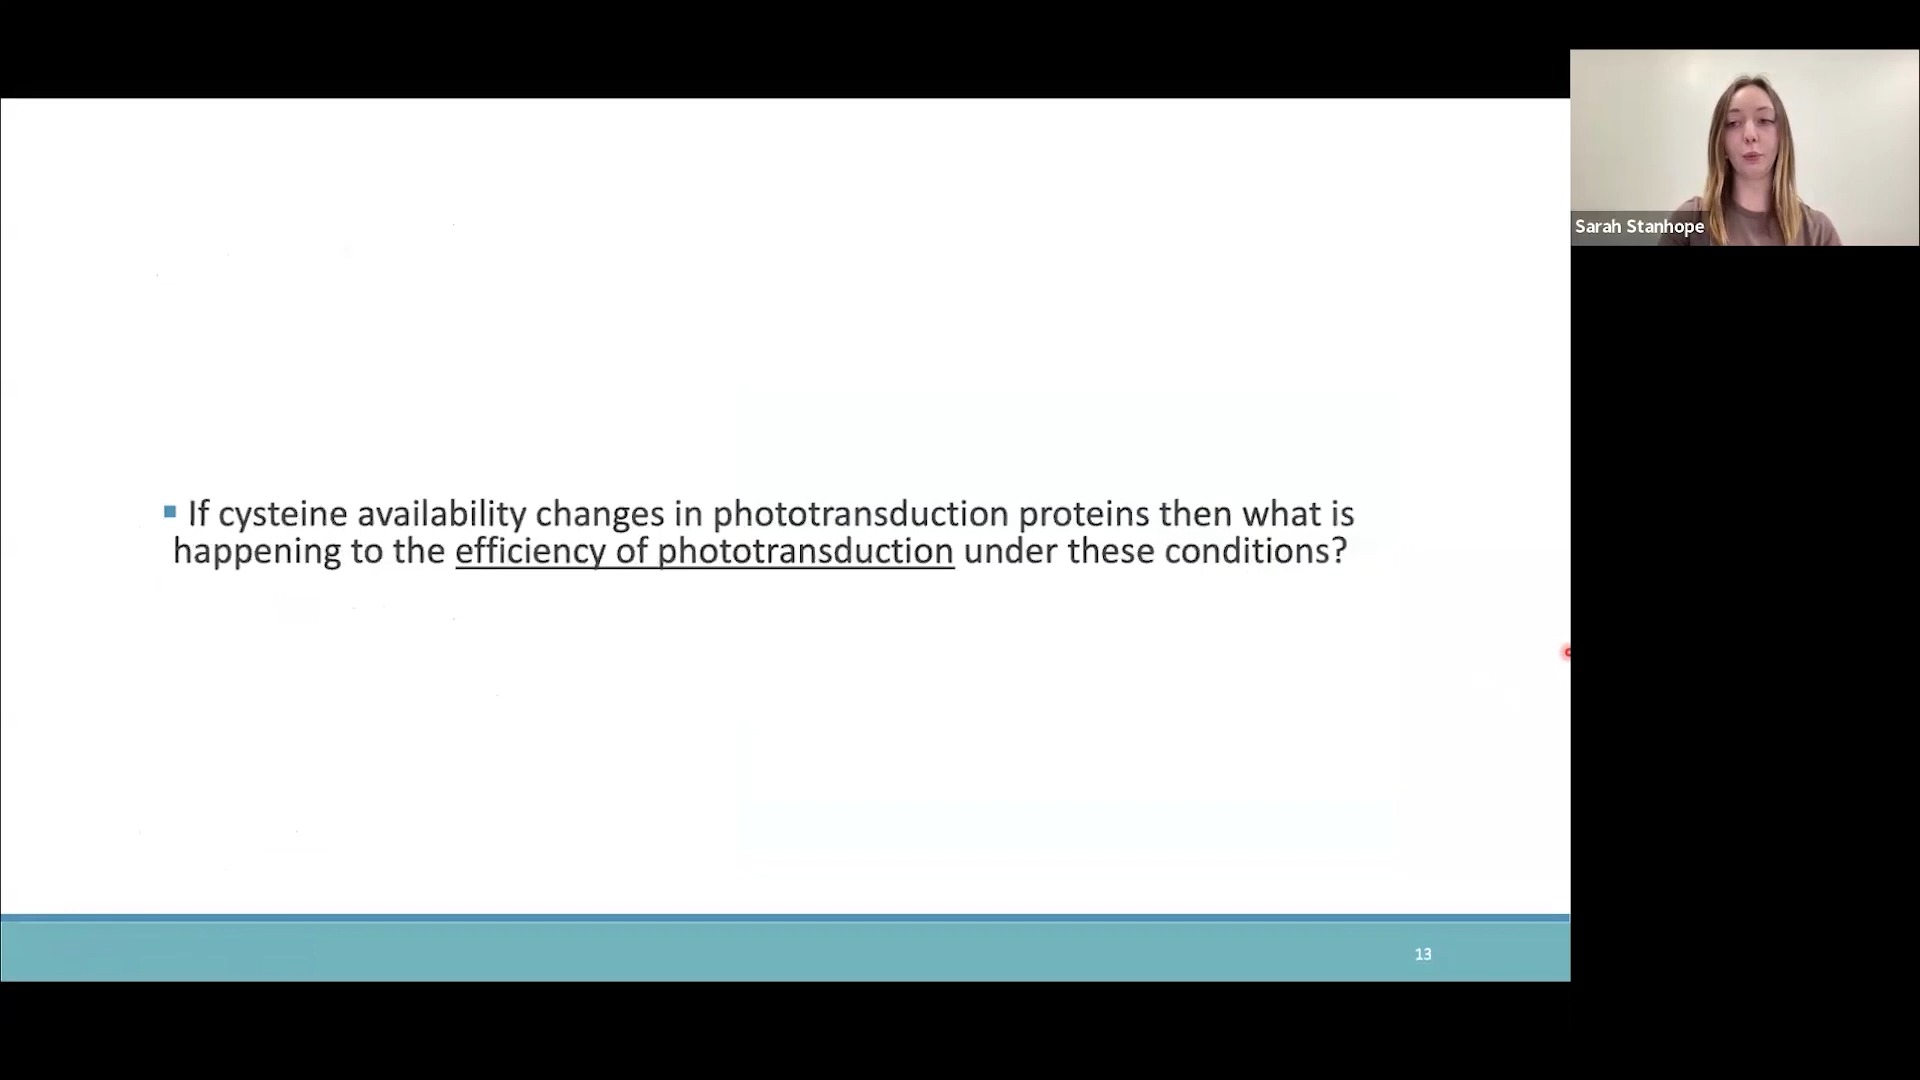 Sarah Stanhope
▪ If cysteine availability changes in phototransduction proteins then what is
happening to the efficiency of phototransduction under these conditions?
13